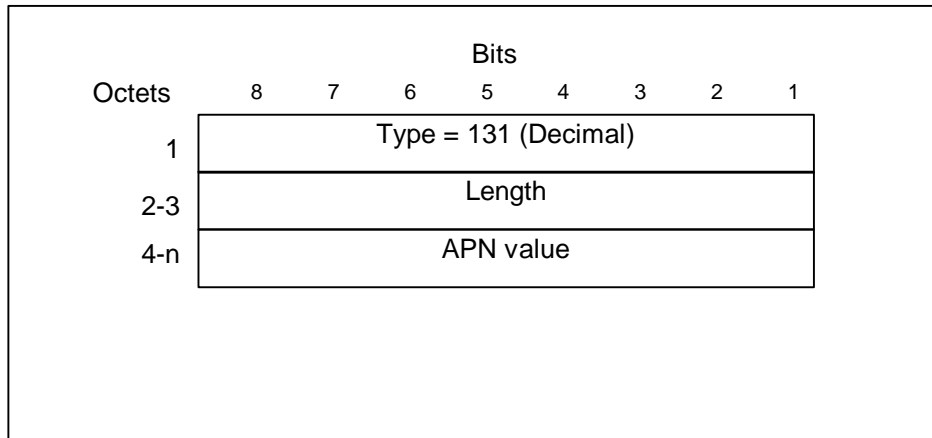 Bits
Octets 8 7 6 5 4 3 2 1
1 Type = 131 (Decimal)
2-3 Length
4-n APN value